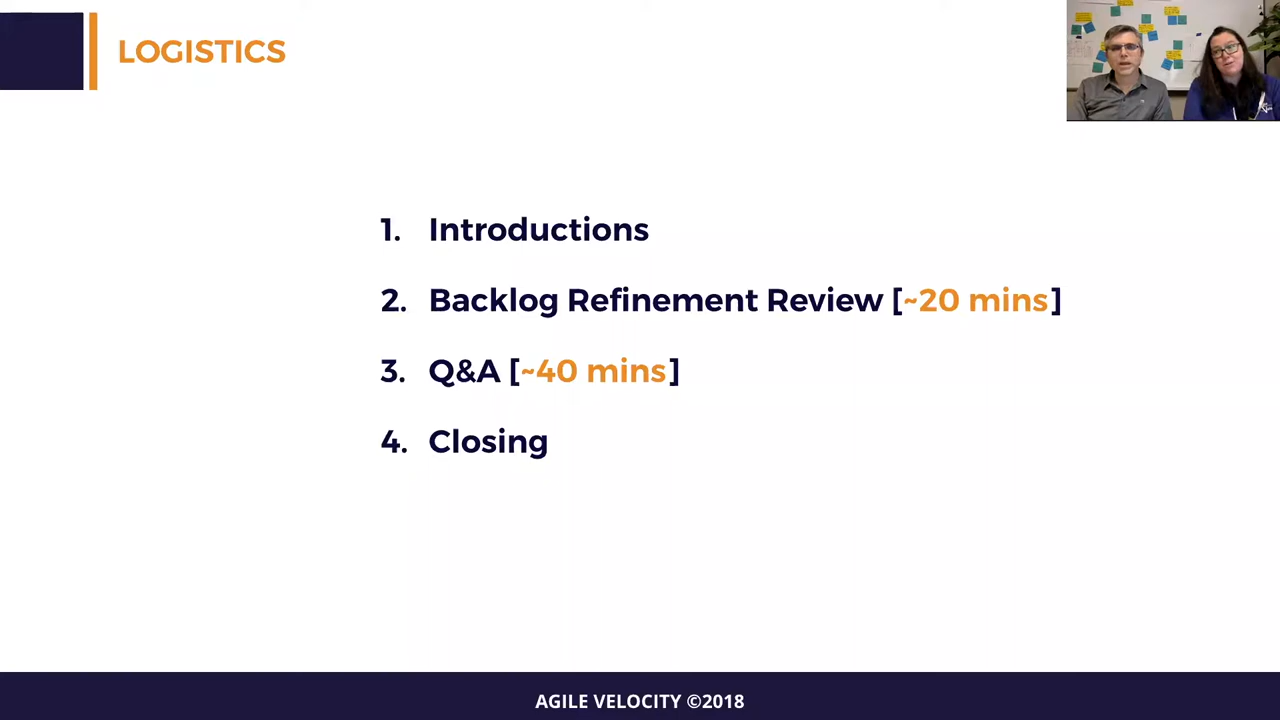 LOGISTICS
1. Introductions
2. Backlog Refinement Review [~20 mins]
3. Q&A [~40 mins]
4. Closing
AGILE VELOCITY ©2018